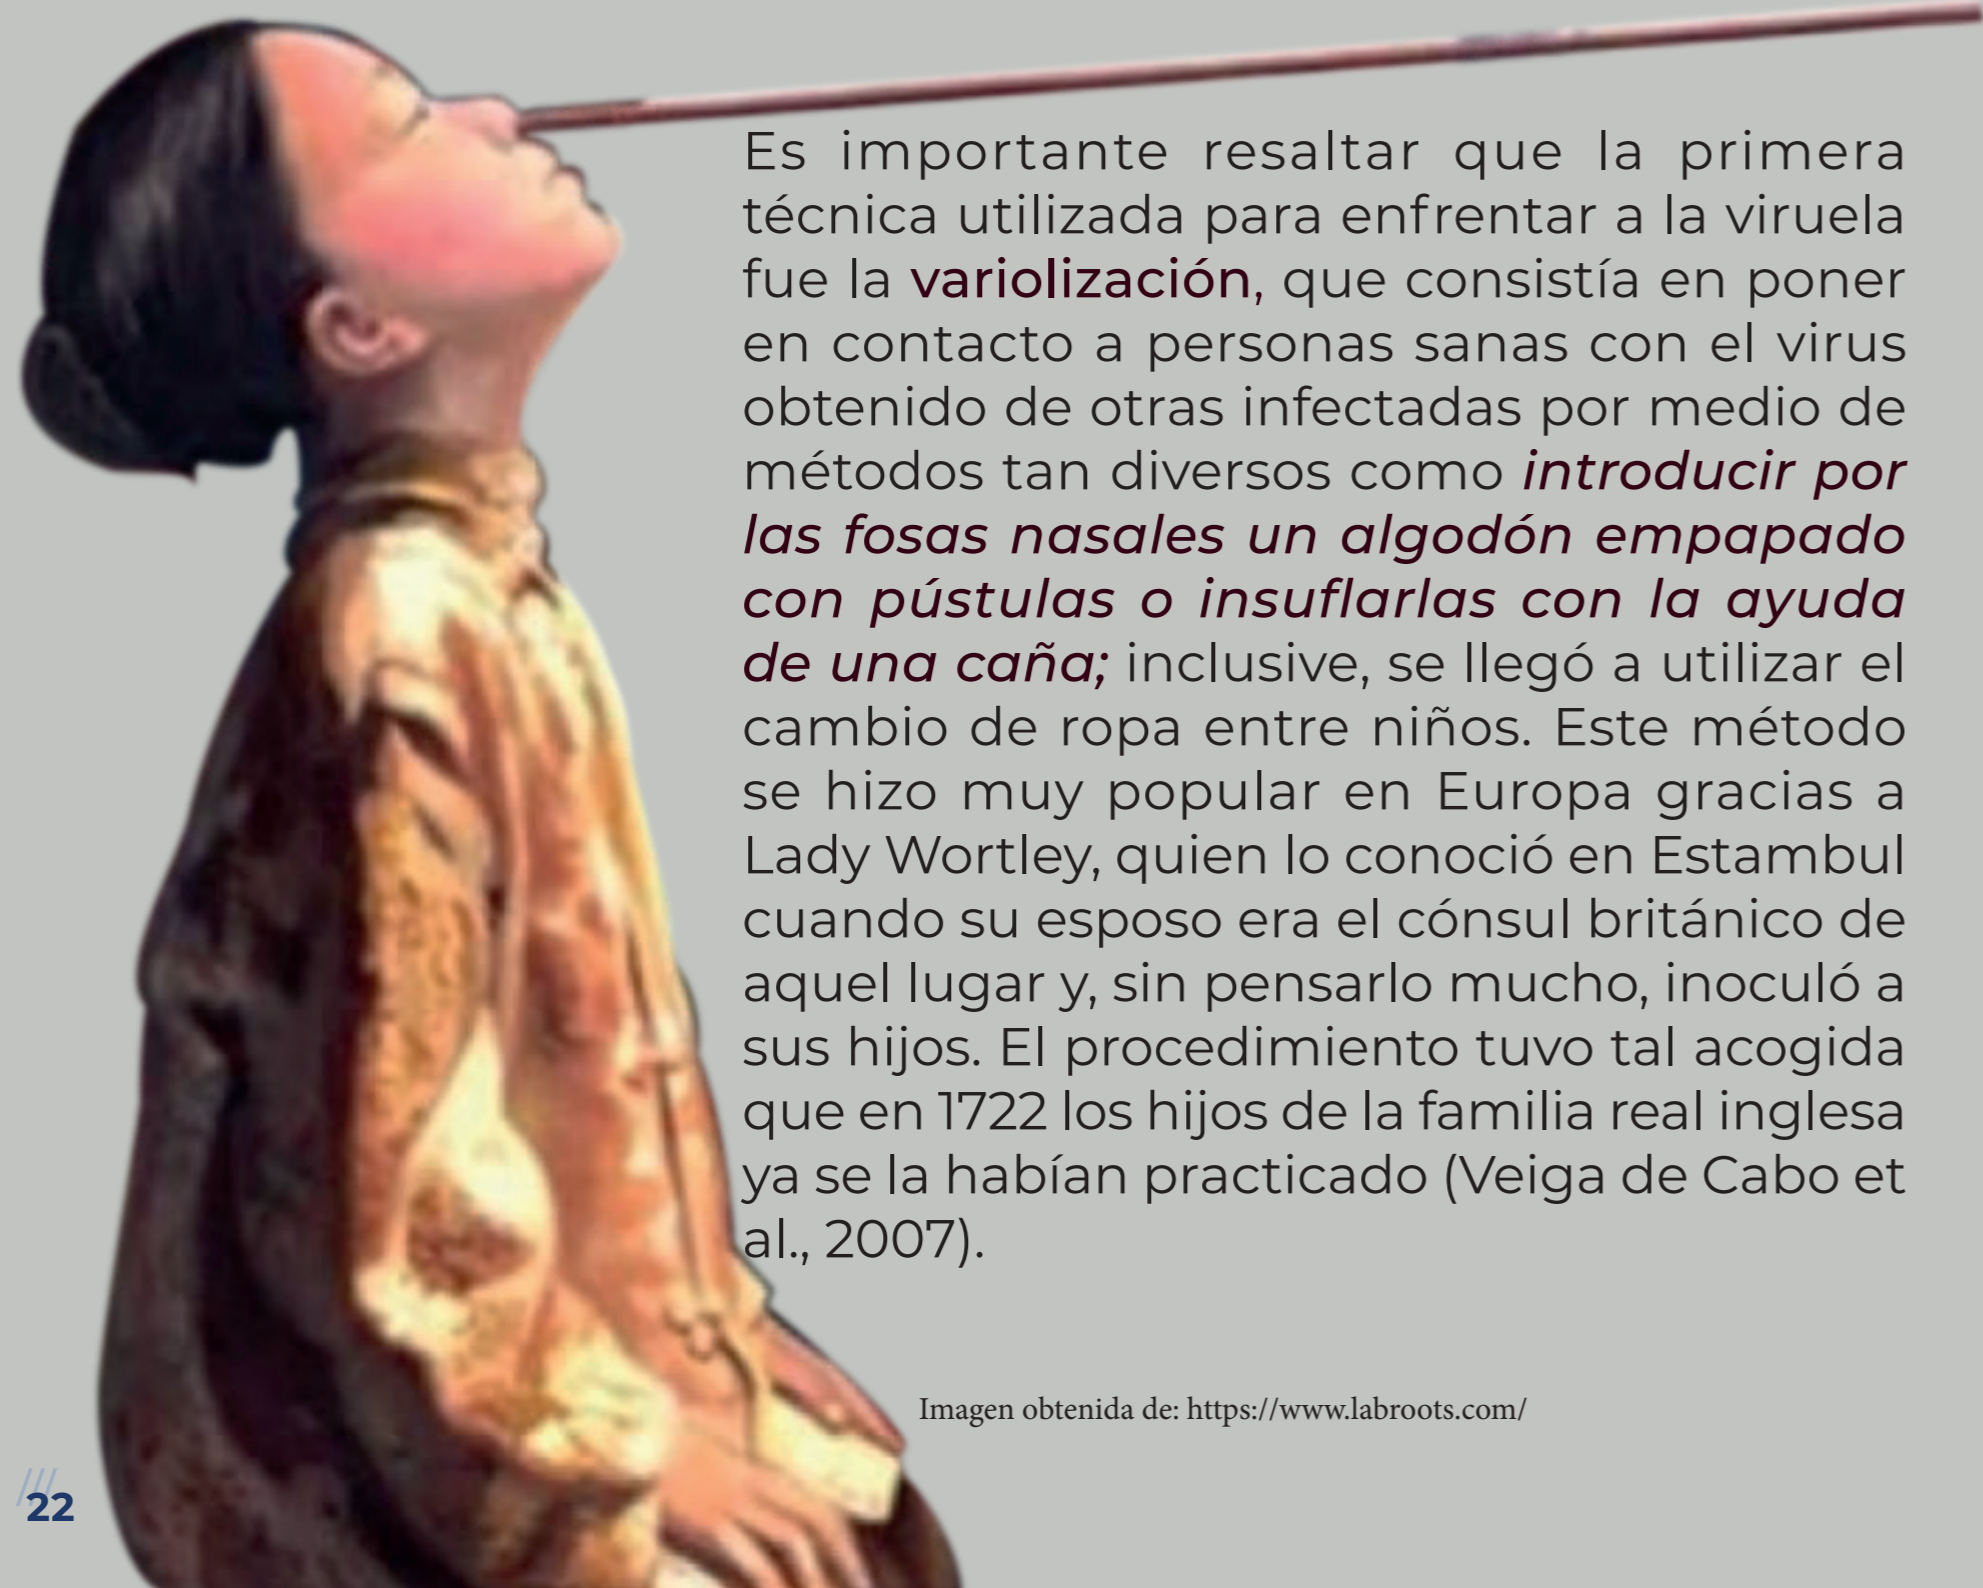 Es importante resaltar que la primera
técnica utilizada para enfrentar a la viruela
fue la variolización, que consistía en poner
en contacto a personas sanas con el virus
obtenido de otras infectadas por medio de
métodos tan diversos como introducir por
las fosas nasales un algodón empapado
con pústulas o insuflarlas con la ayuda
de una caña; inclusive, se llegó a utilizar el
cambio de ropa entre niños. Este método
se hizo muy popular en Europa gracias a
Lady Wortley, quien lo conoció en Estambul
cuando su esposo era el cónsul británico de
aquel lugar y, sin pensarlo mucho, inoculó a
sus hijos. El procedimiento tuvo tal acogida
que en 1722 los hijos de la familia real inglesa
ya se la habían practicado (Veiga de Cabo et
al., 2007).
Imagen obtenida de: https://www.labroots.com/
///
22